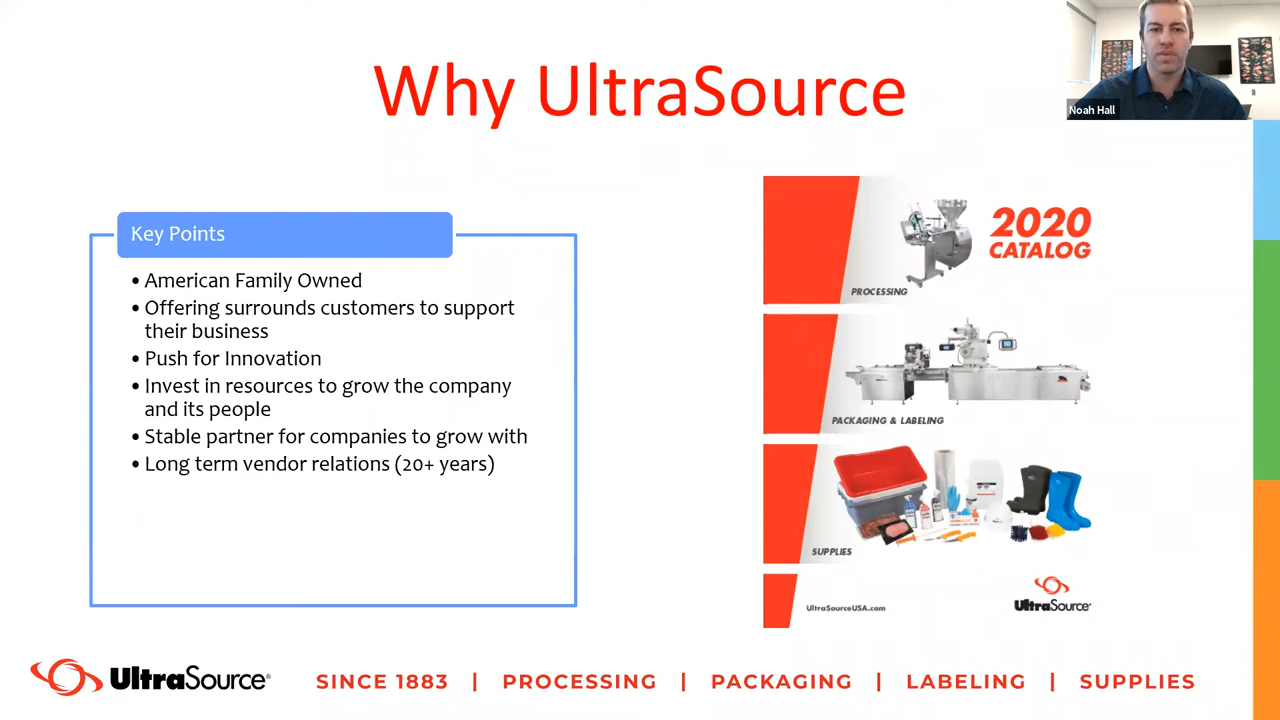 Why UltraSource
Noah Hall
Key Points
• American Family Owned
• Offering surrounds customers to support
their business
• Push for Innovation
• Invest in resources to grow the company
and its people
• Stable partner for companies to grow with
• Long term vendor relations (20+ years)
2020
CATALOG
PROCESSING
PACKAGING & LABELING
SUPPLIES
UltraSourceUSA.com
UltraSource
UltraSource®
SINCE 1883 | PROCESSING | PACKAGING | LABELING | SUPPLIES